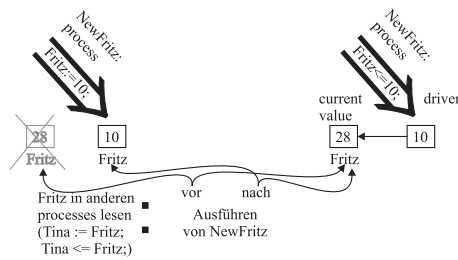 NewFritz:
process
Fritz:=10;
28
Fritz
10
Fritz
NewFritz:
process
Fritz<=10;
current
value
driver
28
10
Fritz
vor
nach
Fritz in anderen
processes lesen
(Tina := Fritz;
Tina <= Fritz;)
Ausführen
von NewFritz